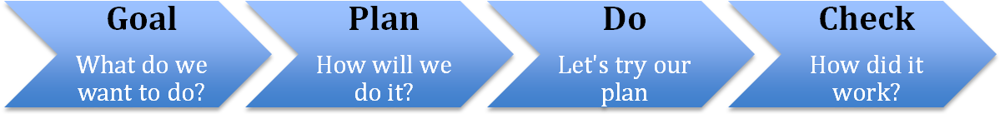 Goal
What do we
want to do?
Plan
How will we
do it?
Do
Let's try our
plan
Check
How did it
work?